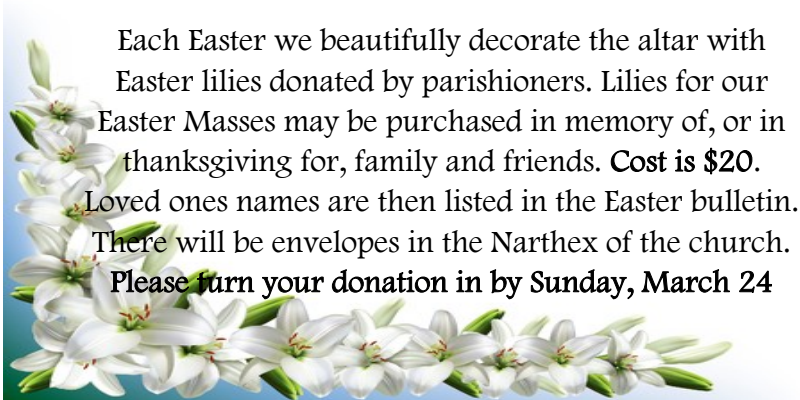 Each Easter we beautifully decorate the altar with
Easter lilies donated by parishioners. Lilies for our
Easter Masses may be purchased in memory of, or in
thanksgiving for, family and friends. Cost is $20.
Loved ones names are then listed in the Easter bulletin.
There will be envelopes in the Narthex of the church.
Please turn your donation in by Sunday, March 24